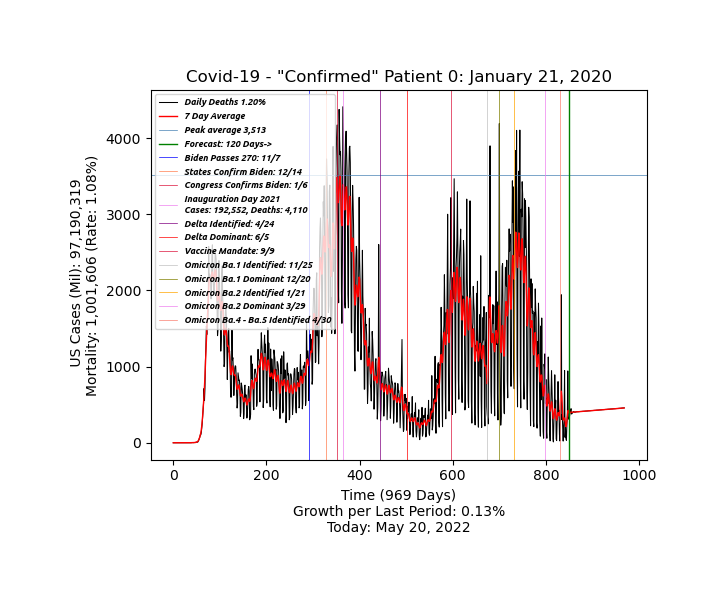 Covid-19 - "Confirmed" Patient 0: January 21, 2020
Daily Deaths 1.20%
7 Day Average
Peak average 3,513
Forecast: 120 Days->
Biden Passes 270: 11/7
States Confirm Biden: 12/14
Congress Confirms Biden: 1/6
Inauguration Day 2021
Cases: 192,552, Deaths: 4,110
Delta Identified: 4/24
Delta Dominant: 6/5
Vaccine Mandate: 9/9
Omicron Ba.1 Identified: 11/25
Omicron Ba.1 Dominant 12/20
Omicron Ba.2 Identified 1/21
Omicron Ba.2 Dominant 3/29
Omicron Ba.4 - Ba.5 Identified 4/30
US Cases (Mil): 97,190,319
Mortality: 1,001,606 (Rate: 1.08%)
4000
3000
2000
1000
0
0 200 400 600 800 1000
Time (969 Days)
Growth per Last Period: 0.13%
Today: May 20, 2022